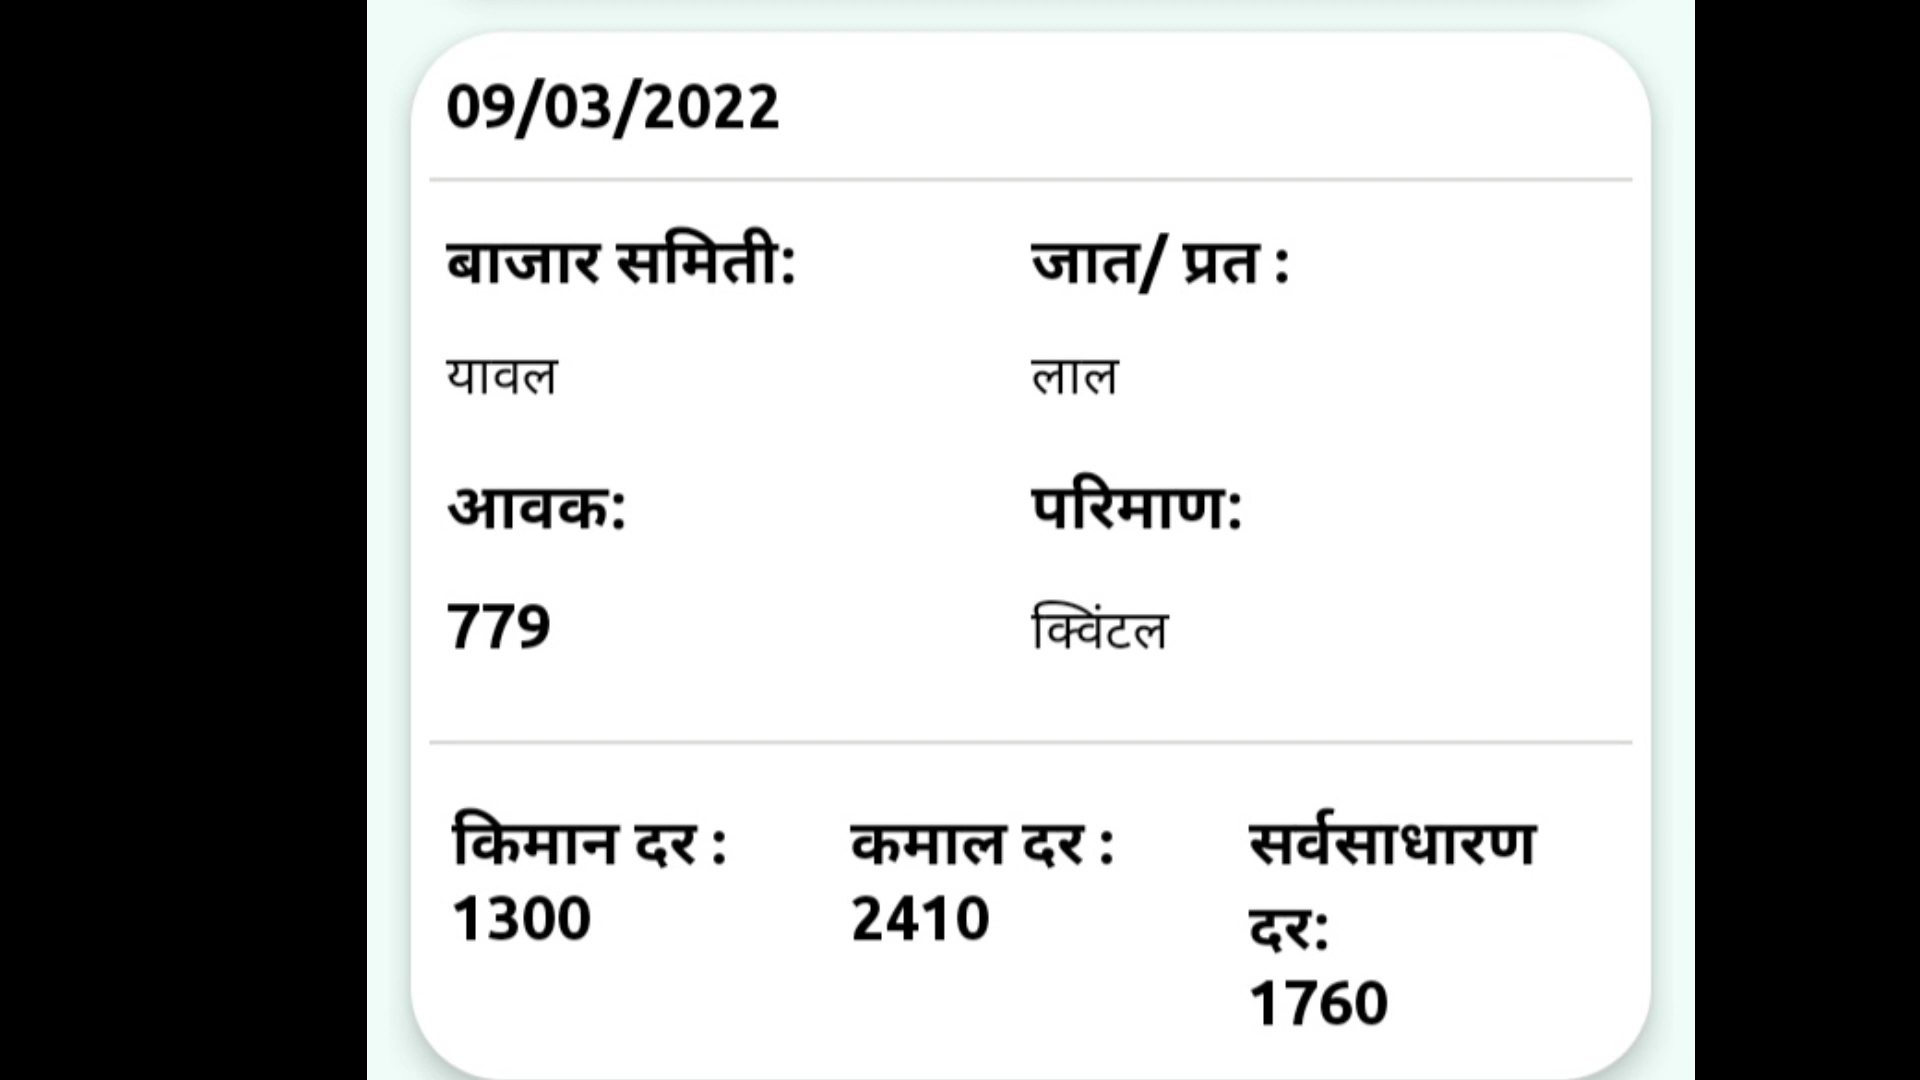 09/03/2022
बाजार समिती: जात/ प्रत :
यावल लाल
आवक: परिमाण:
779 क्विंटल
किमान दर : कमाल दर : सर्वसाधारण
1300 2410 दर:
1760